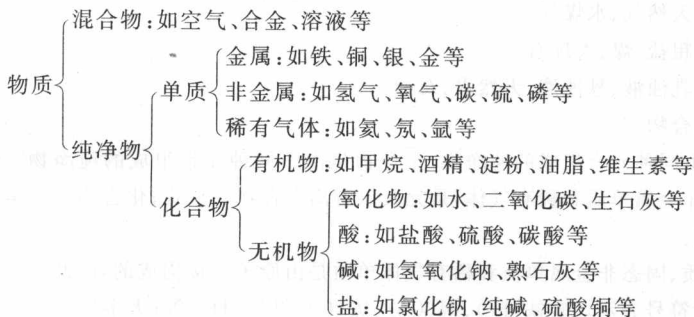 混合物:如空气、合金、溶液等
金属:如铁、铜、银、金等
物质
单质
非金属:如氢气、氧气、碳、硫、磷等
稀有气体:如氦、氖、氩等
纯净物
有机物:如甲烷、酒精、淀粉、油脂、维生素等
化合物
氧化物:如水、二氧化碳、生石灰等
酸:如盐酸、硫酸、碳酸等
无机物
碱:如氢氧化钠、熟石灰等
盐:如氯化钠、纯碱、硫酸铜等